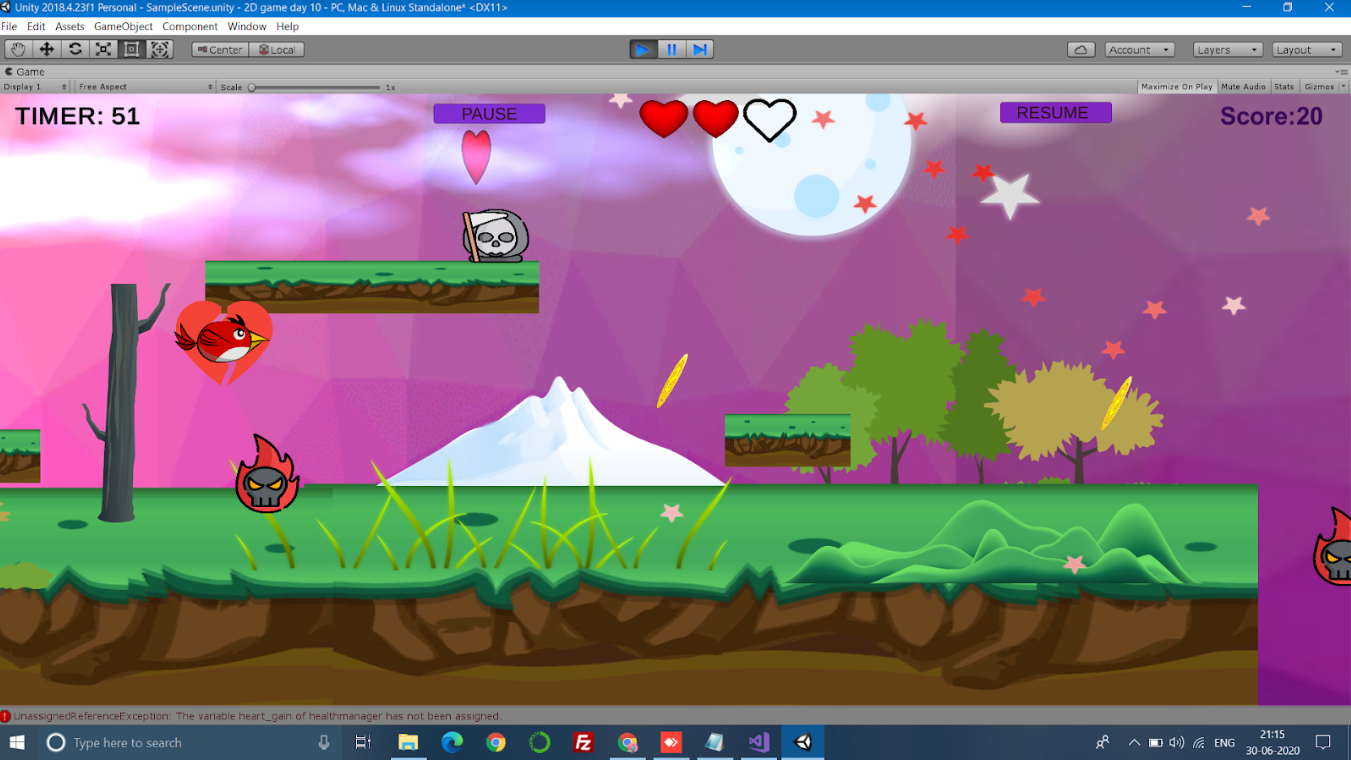 Unity 2018.4.23f1 Personal - SampleScene.unity - 2D game day 10 - PC, Mac & Linux Standalone* <DX11>
File Edit Assets GameObject Component Window Help
Center Local Account Layers Layout
Game
Display 1 Free Aspect Scale 1x Maximize On Play Mute Audio Stats Gizmos
TIMER: 51 PAUSE RESUME Score:20
UnassignedReferenceException: The variable heart_gain of healthmanager has not been assigned.
Type here to search ENG 21:15
30-06-2020